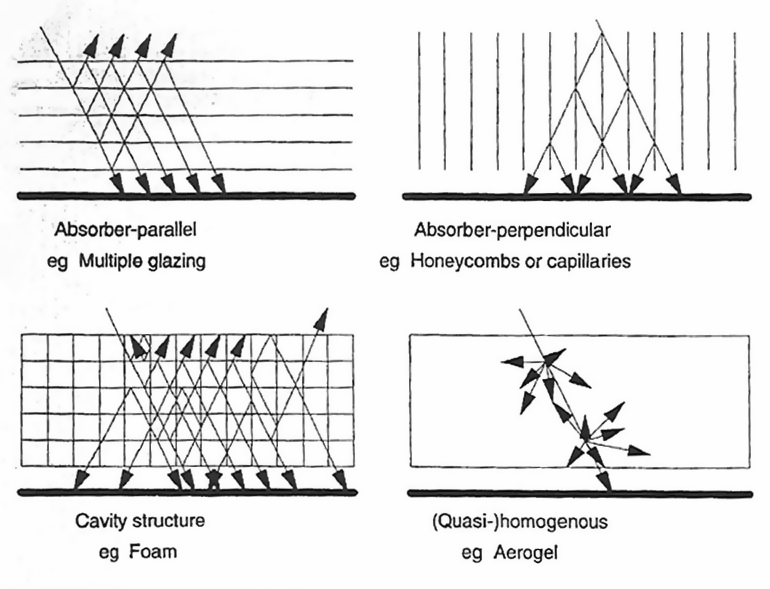 Absorber-parallel
eg Multiple glazing
Absorber-perpendicular
eg Honeycombs or capillaries
Cavity structure
eg Foam
(Quasi-)homogenous
eg Aerogel